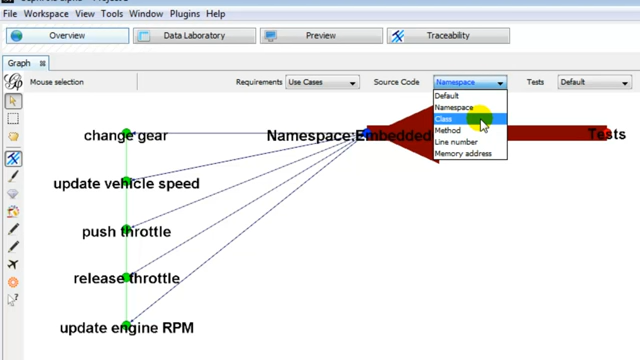 File Workspace View Tools Window Plugins Help
Overview Data Laboratory Preview Traceability
Graph
Mouse selection Requirements Use Cases Source Code Namespace Tests Default
Default
Namespace
Class
Method
Line number
Memory address
change gear Namespace:Embedded Tests
update vehicle speed
push throttle
release throttle
update engine RPM